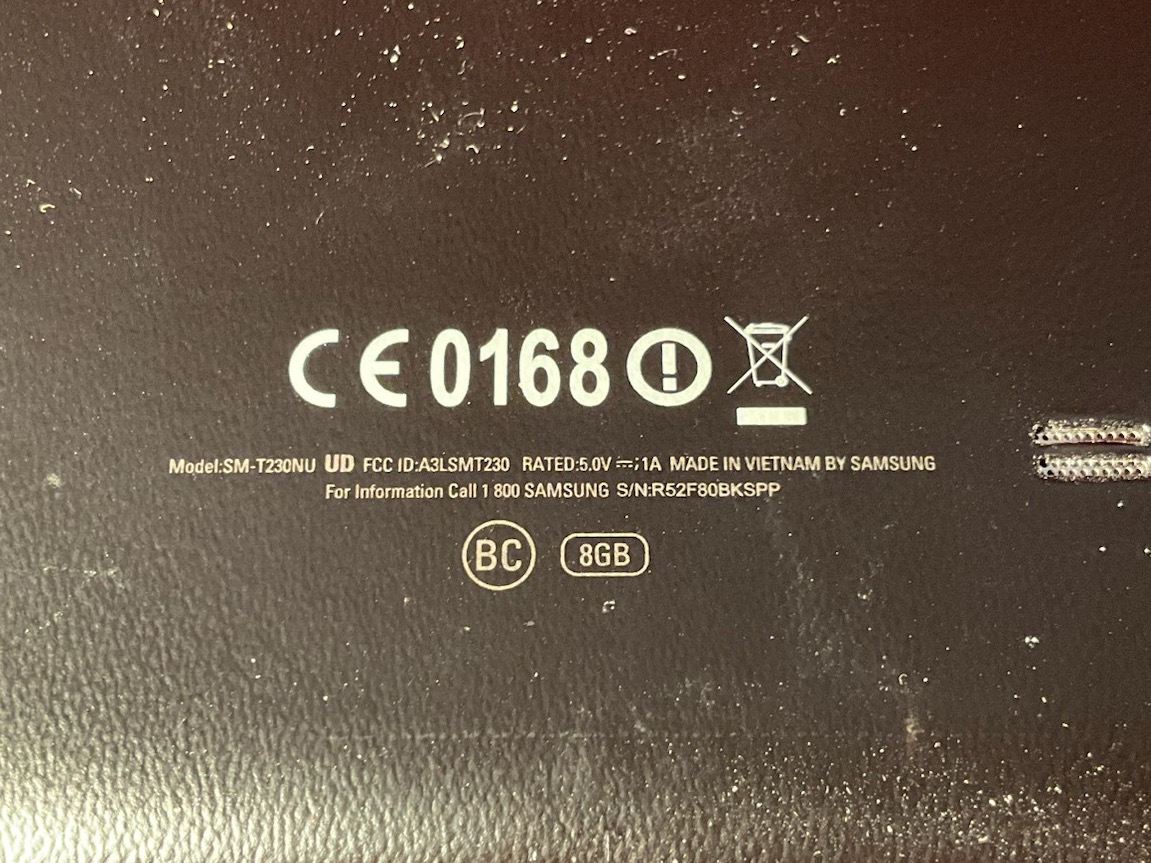 CE 0168
Model:SM-T230NU UD FCC ID:A3LSMT230 RATED:5.0V ⎓;1A MADE IN VIETNAM BY SAMSUNG
For Information Call 1 800 SAMSUNG S/N:R52F80BKSPP
BC 8GB